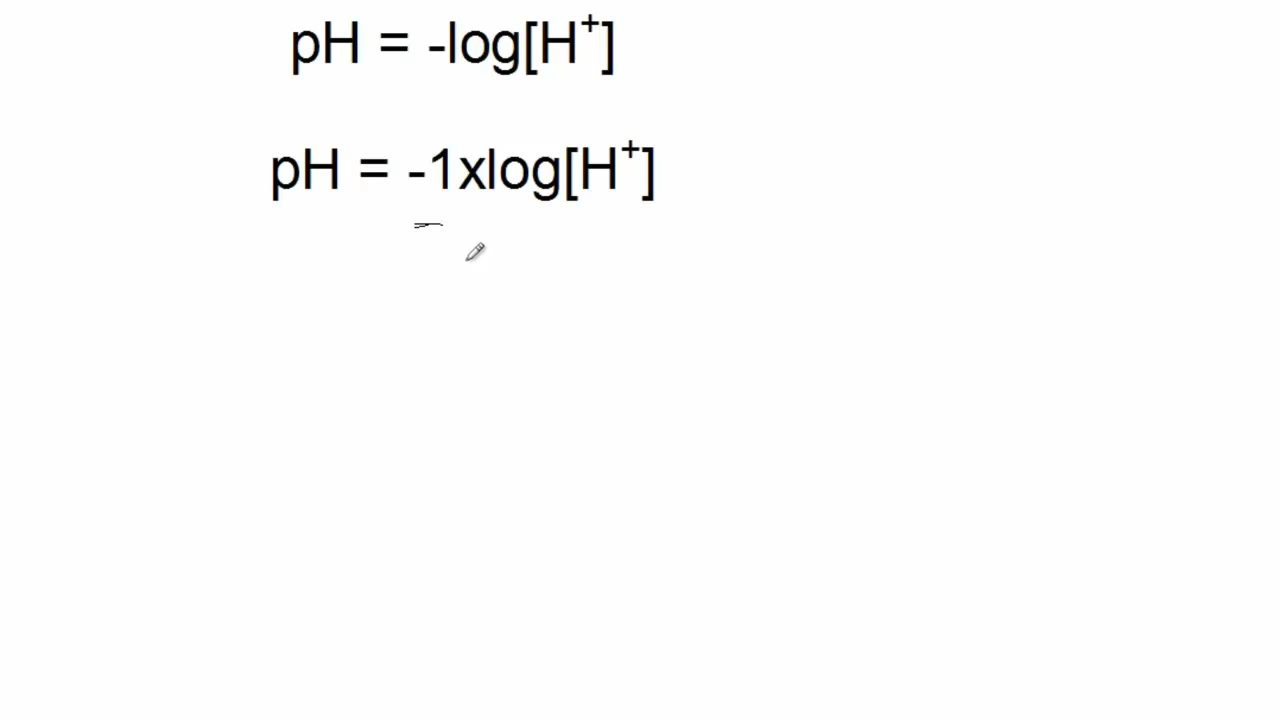 pH = -log[H⁺]
pH = -1xlog[H⁺]